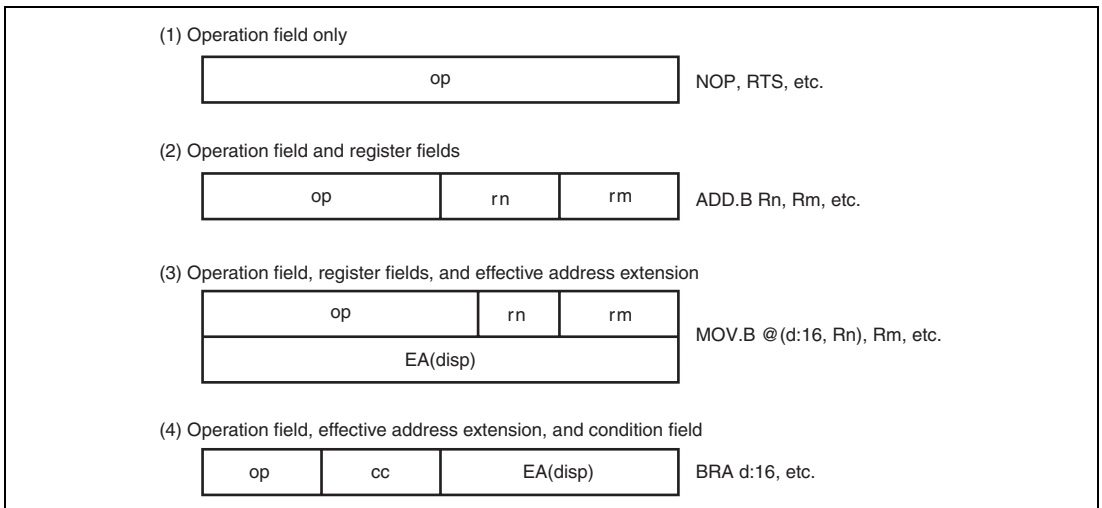 (1) Operation field only
op
NOP, RTS, etc.
(2) Operation field and register fields
op rn rm
ADD.B Rn, Rm, etc.
(3) Operation field, register fields, and effective address extension
op rn rm
EA(disp)
MOV.B @(d:16, Rn), Rm, etc.
(4) Operation field, effective address extension, and condition field
op cc EA(disp)
BRA d:16, etc.